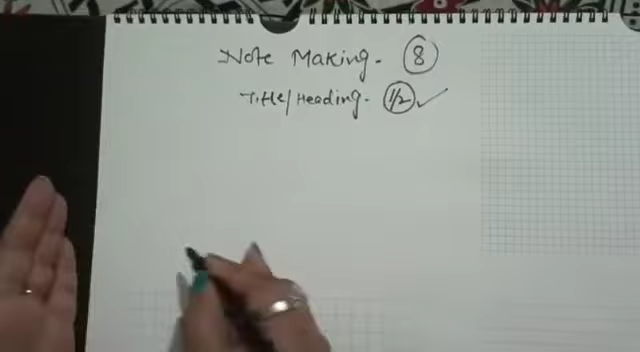 Note Making. 8
Title/Heading. 1/2 ✓